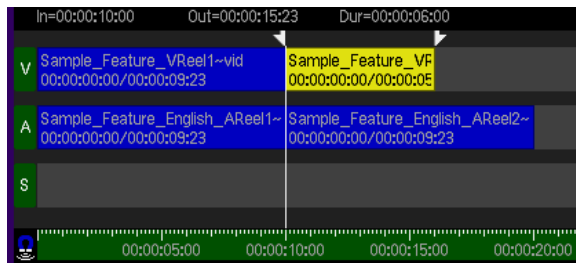 In=00:00:10:00 Out=00:00:15:23 Dur=00:00:06:00
V
Sample_Feature_VReel1~vid
00:00:00:00/00:00:09:23
Sample_Feature_VF
00:00:00:00/00:00:05
A
Sample_Feature_English_AReel1~
00:00:00:00/00:00:09:23
Sample_Feature_English_AReel2~
00:00:00:00/00:00:09:23
S
00:00:05:00 00:00:10:00 00:00:15:00 00:00:20:00